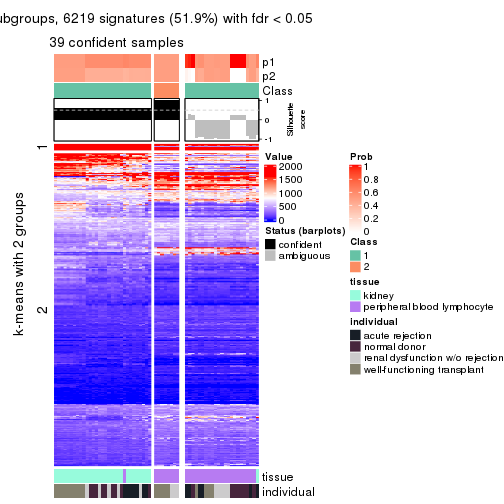 ubgroups, 6219 signatures (51.9%) with fdr < 0.05
39 confident samples
p1
p2
Class
1
0
-1
Silhouette
score
k-means with 2 groups
1
2
Value
2000
1500
1000
500
0
Status (barplots)
confident
ambiguous
Prob
1
0.8
0.6
0.4
0.2
0
Class
1
2
tissue
kidney
peripheral blood lymphocyte
individual
acute rejection
normal donor
renal dysfunction w/o rejection
well-functioning transplant
tissue
individual